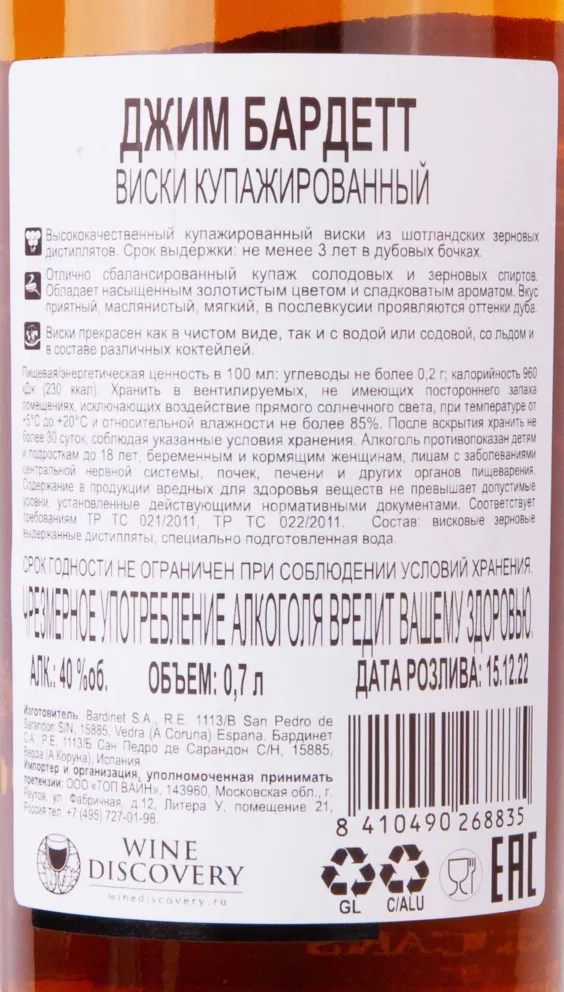 ДЖИМ БАРДЕТТ
ВИСКИ КУПАЖИРОВАННЫЙ
Высококачественный купажированный виски из шотландских зерновых
дистиллятов. Срок выдержки: не менее 3 лет в дубовых бочках.
Отлично сбалансированный купаж солодовых и зерновых спиртов.
Обладает насыщенным золотистым цветом и сладковатым ароматом. Вкус
приятный, маслянистый, мягкий, в послевкусии проявляются оттенки дуба.
Виски прекрасен как в чистом виде, так и с водой или содовой, со льдом и
в составе различных коктейлей.
Пищевая/энергетическая ценность в 100 мл: углеводы не более 0,2 г; калорийность 960
кДж (230 ккал). Хранить в вентилируемых, не имеющих постороннего запаха
помещениях, исключающих воздействие прямого солнечного света, при температуре от
+5°C до +20°C и относительной влажности не более 85%. После вскрытия хранить не
более 30 суток, соблюдая указанные условия хранения. Алкоголь противопоказан детям
и подросткам до 18 лет, беременным и кормящим женщинам, лицам с заболеваниями
центральной нервной системы, почек, печени и других органов пищеварения.
Содержание в продукции вредных для здоровья веществ не превышает допустимые
уровни, установленные действующими нормативными документами. Соответствует
требованиям ТР ТС 021/2011, ТР ТС 022/2011. Состав: висковые зерновые
выдержанные дистилляты, специально подготовленная вода.
СРОК ГОДНОСТИ НЕ ОГРАНИЧЕН ПРИ СОБЛЮДЕНИИ УСЛОВИЙ ХРАНЕНИЯ.
ЧРЕЗМЕРНОЕ УПОТРЕБЛЕНИЕ АЛКОГОЛЯ ВРЕДИТ ВАШЕМУ ЗДОРОВЬЮ.
АЛК.: 40 %об. ОБЪЕМ: 0,7 л ДАТА РОЗЛИВА: 15.12.22
Изготовитель: Bardinet S.A., R.E. 1113/B San Pedro de
Sarandon S/N, 15885, Vedra (A Coruna) Espana. Бардинет
С.А. Р.Е. 1113/Б Сан Педро де Сарандон С/Н, 15885,
Ведра (А Коруна), Испания.
Импортер и организация, уполномоченная принимать
претензии: ООО «ТОП ВАЙН», 143960, Московская обл., г.
Реутов, ул. Фабричная, д.12, Литера У, помещение 21,
Россия тел.: +7 (495) 727-01-98.
8 410490 268835
WINE
DISCOVERY
winediscovery.ru
GL
C/ALU
EAC